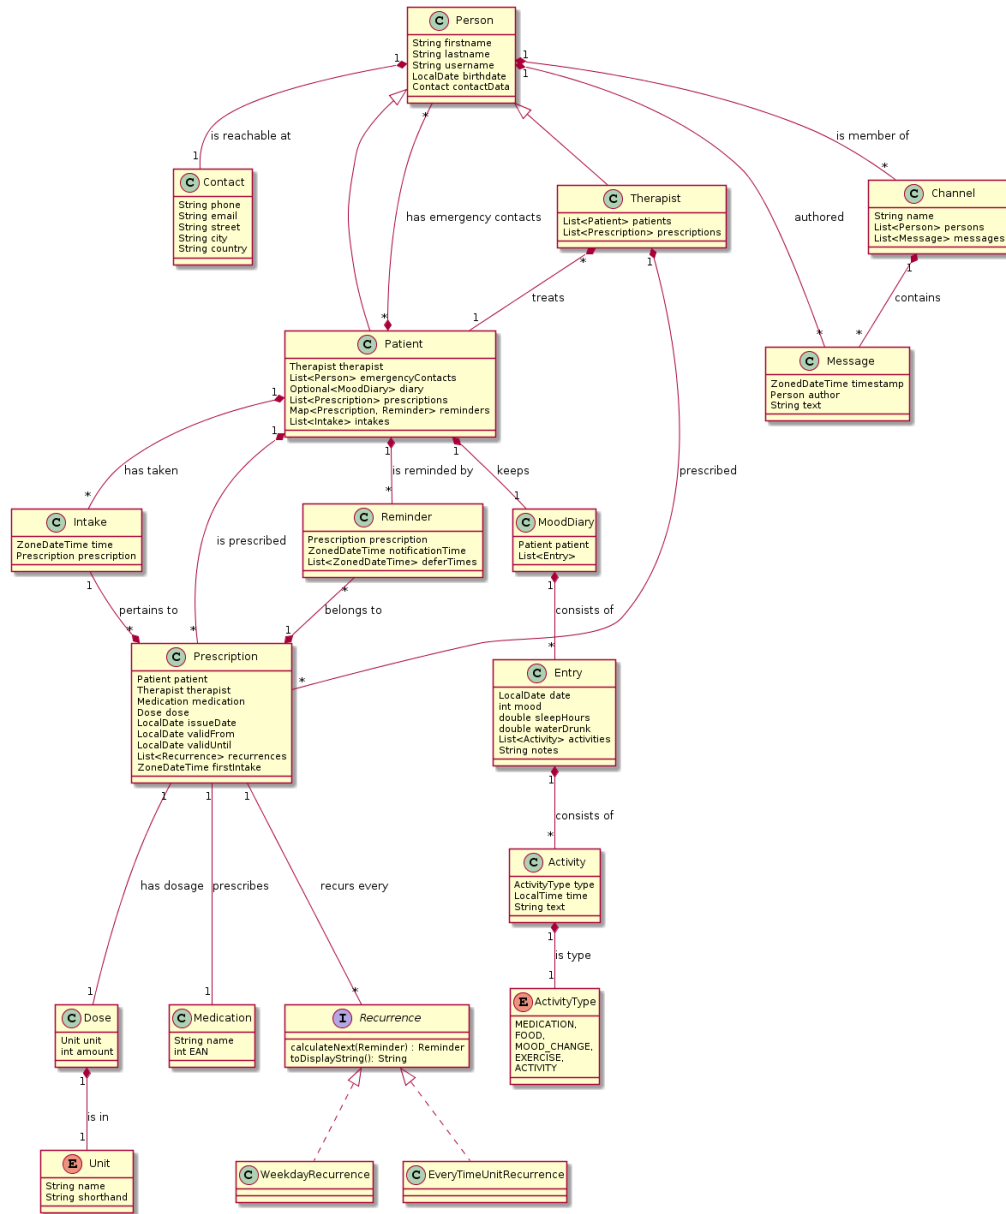 C Person
String firstname
String lastname
String username
LocalDate birthdate
Contact contactData
1
1
1
*
is reachable at
1
is member of
*
C Contact
String phone
String email
String street
String city
String country
has emergency contacts
C Therapist
List<Patient> patients
List<Prescription> prescriptions
authored
C Channel
String name
List<Person> persons
List<Message> messages
*
1
1
treats
contains
*
1
*
*
C Patient
Therapist therapist
List<Person> emergencyContacts
Optional<MoodDiary> diary
List<Prescription> prescriptions
Map<Prescription, Reminder> reminders
List<Intake> intakes
C Message
ZonedDateTime timestamp
Person author
String text
1
1
1
1
has taken
is reminded by
keeps
prescribed
*
*
1
C Intake
ZoneDateTime time
Prescription prescription
is prescribed
C Reminder
Prescription prescription
ZonedDateTime notificationTime
List<ZonedDateTime> deferTimes
C MoodDiary
Patient patient
List<Entry>
1
*
1
pertains to
belongs to
consists of
*
*
1
*
*
C Prescription
Patient patient
Therapist therapist
Medication medication
Dose dose
LocalDate issueDate
LocalDate validFrom
LocalDate validUntil
List<Recurrence> recurrences
ZoneDateTime firstIntake
C Entry
LocalDate date
int mood
double sleepHours
double waterDrunk
List<Activity> activities
String notes
1
1
1
1
consists of
*
has dosage
prescribes
recurs every
C Activity
ActivityType type
LocalTime time
String text
1
is type
1
1
1
*
C Dose
Unit unit
int amount
C Medication
String name
int EAN
I Recurrence
calculateNext(Reminder) : Reminder
toDisplayString(): String
E ActivityType
MEDICATION,
FOOD,
MOOD_CHANGE,
EXERCISE,
ACTIVITY
1
is in
1
E Unit
String name
String shorthand
C WeekdayRecurrence
C EveryTimeUnitRecurrence